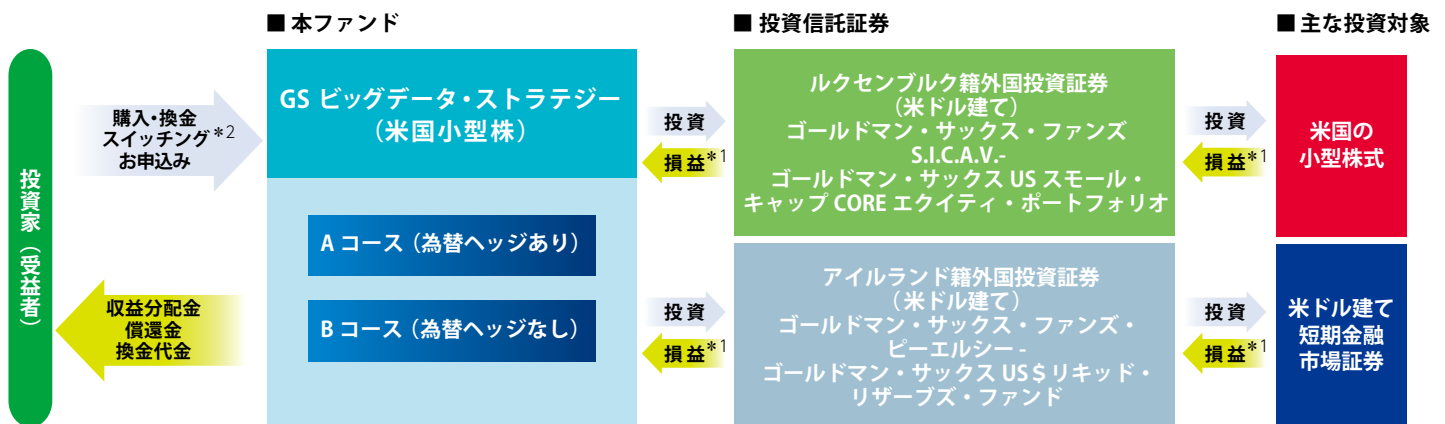 ■ 本ファンド
■ 投資信託証券
■ 主な投資対象
投資家（受益者）
購入・換金
スイッチング＊2
お申込み
収益分配金
償還金
換金代金
GS ビッグデータ・ストラテジー
（米国小型株）
A コース（為替ヘッジあり）
B コース（為替ヘッジなし）
投資
損益＊1
投資
損益＊1
ルクセンブルク籍外国投資証券
（米ドル建て）
ゴールドマン・サックス・ファンズ
S.I.C.A.V.-
ゴールドマン・サックス US スモール・
キャップ CORE エクイティ・ポートフォリオ
アイルランド籍外国投資証券
（米ドル建て）
ゴールドマン・サックス・ファンズ・
ピーエルシー -
ゴールドマン・サックス US＄リキッド・
リザーブズ・ファンド
投資
損益＊1
投資
損益＊1
米国の
小型株式
米ドル建て
短期金融
市場証券